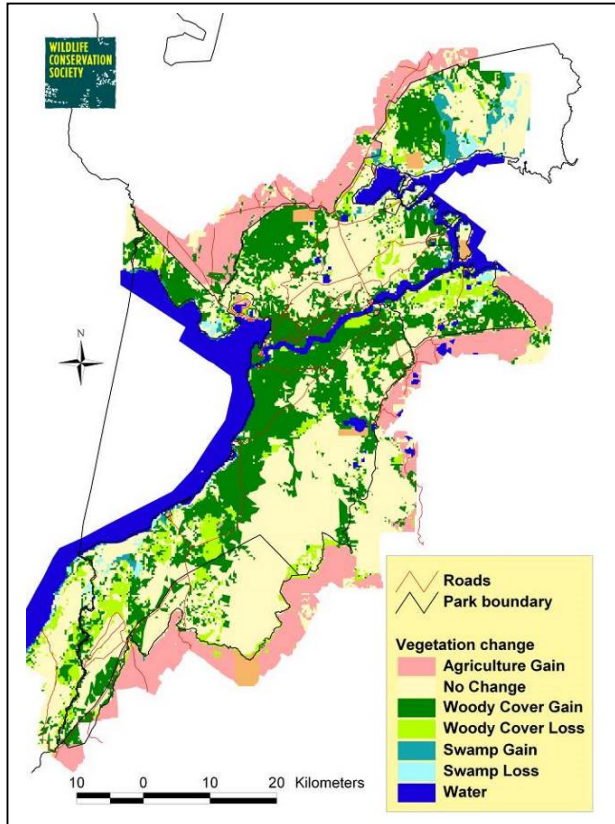 WILDLIFE
CONSERVATION
SOCIETY
N
Roads
Park boundary
Vegetation change
Agriculture Gain
No Change
Woody Cover Gain
Woody Cover Loss
Swamp Gain
Swamp Loss
Water
10 0 10 20 Kilometers